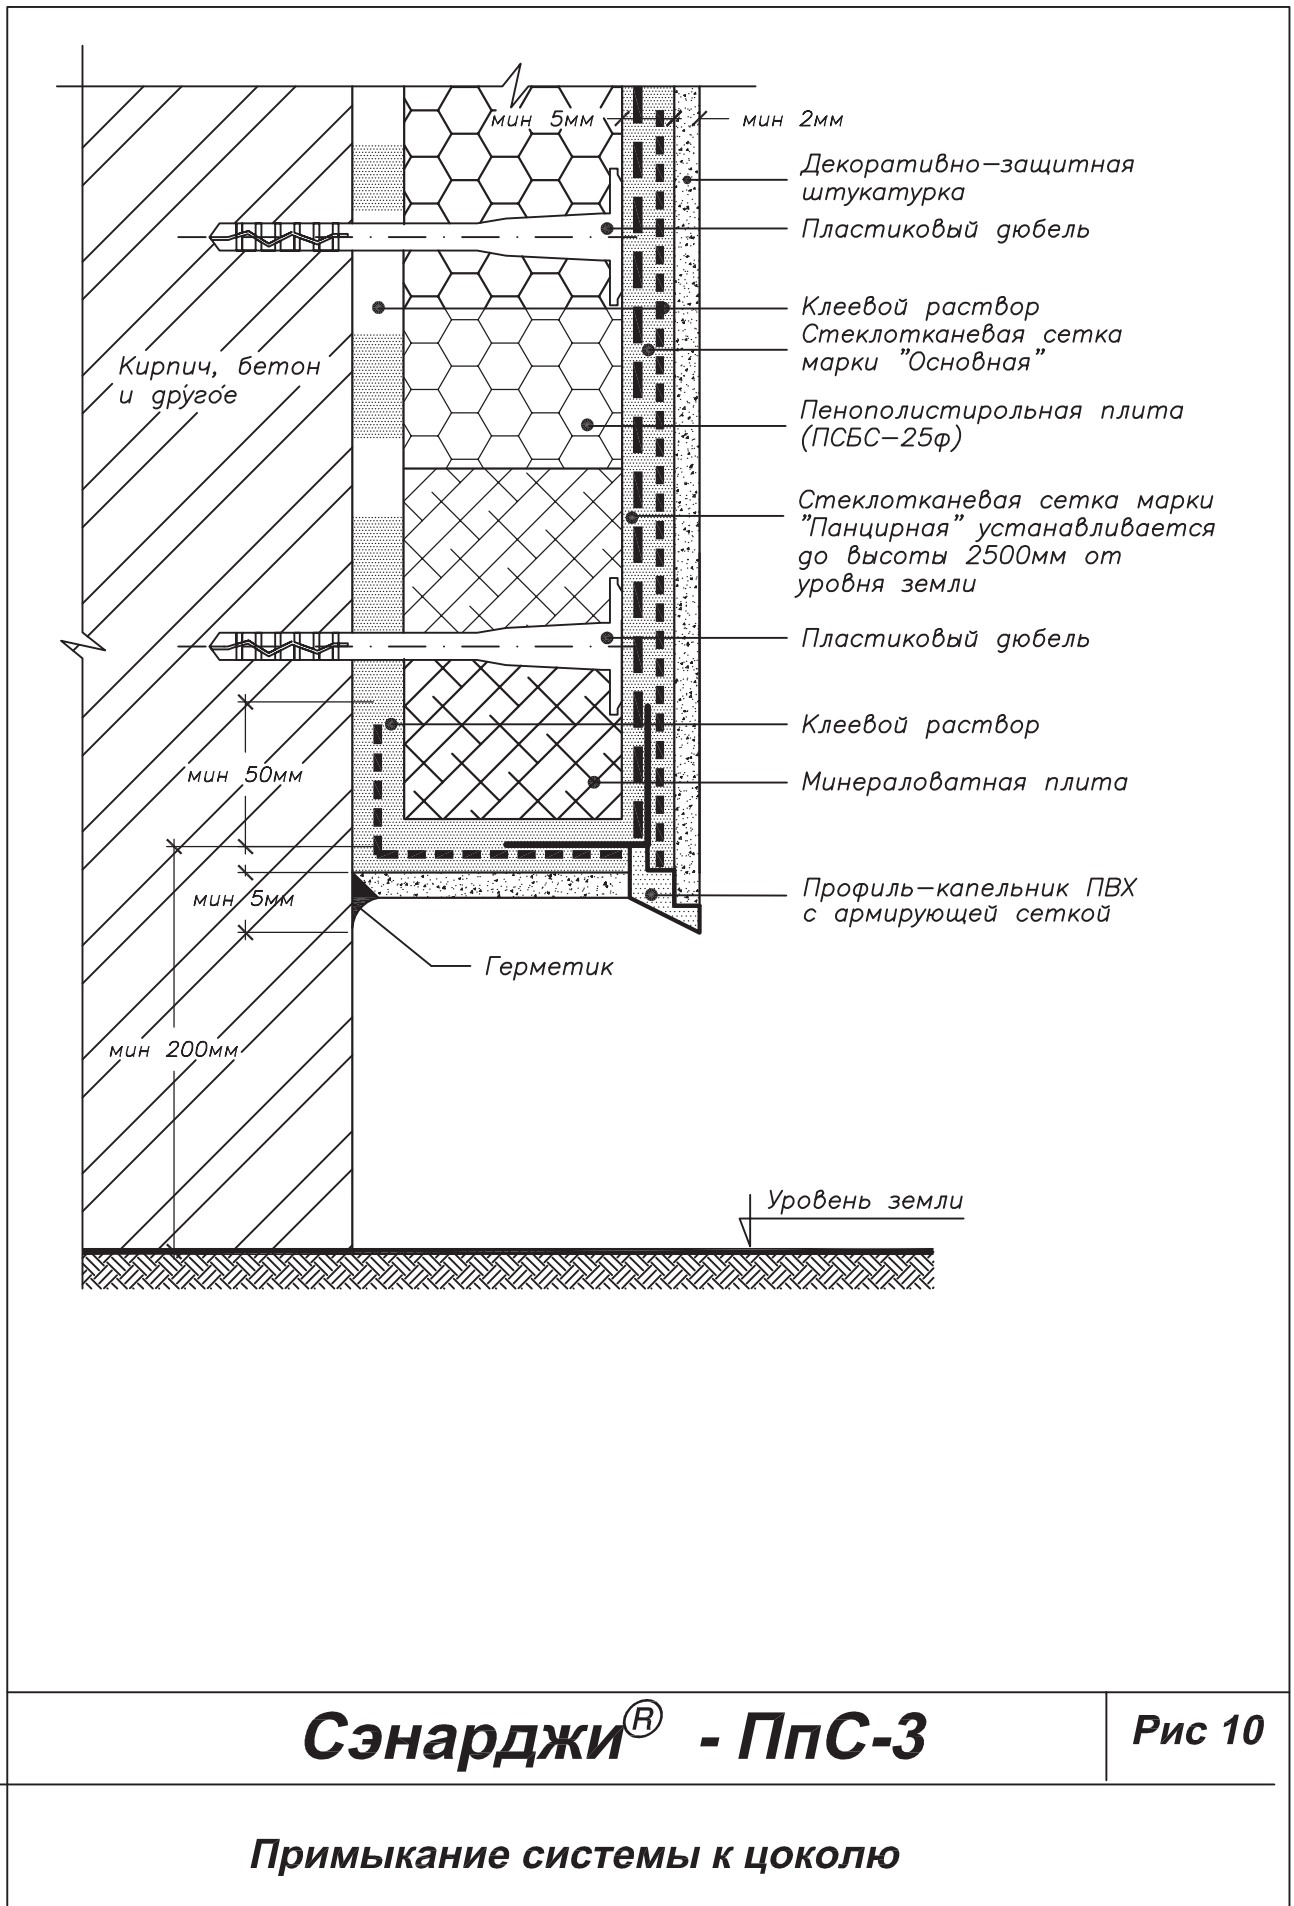 мин 5мм
мин 2мм
Декоративно-защитная
штукатурка
Пластиковый дюбель
Клеевой раствор
Стеклотканевая сетка
марки "Основная"
Кирпич, бетон
и другое
Пенополистирольная плита
(ПСБС-25ф)
Стеклотканевая сетка марки
"Панцирная" устанавливается
до высоты 2500мм от
уровня земли
Пластиковый дюбель
Клеевой раствор
мин 50мм
Минераловатная плита
мин 5мм
Профиль-капельник ПВХ
с армирующей сеткой
Герметик
мин 200мм
Уровень земли
Сэнарджи® - ПпС-3
Рис 10
Примыкание системы к цоколю